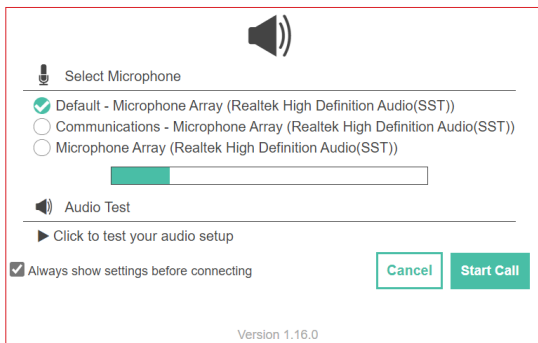 Select Microphone
Default - Microphone Array (Realtek High Definition Audio(SST))
Communications - Microphone Array (Realtek High Definition Audio(SST))
Microphone Array (Realtek High Definition Audio(SST))
Audio Test
Click to test your audio setup
Always show settings before connecting
Cancel
Start Call
Version 1.16.0